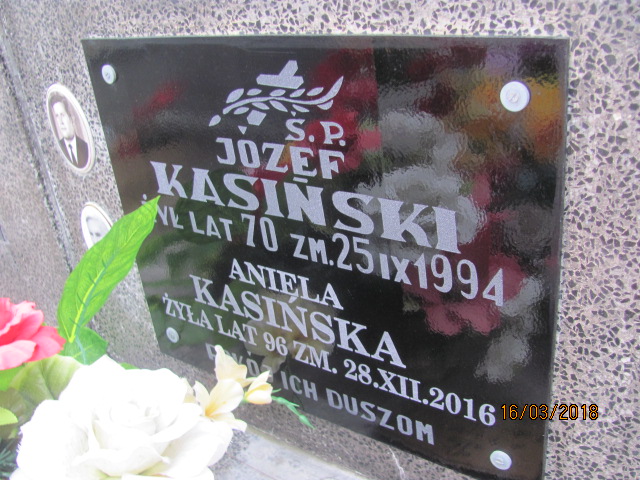 Ś.P.
JÓZEF
KASIŃSKI
ŻYŁ LAT 70 ZM. 25 IX 1994
ANIELA
KASIŃSKA
ŻYŁA LAT 96 ZM. 28.XII.2016
ICH DUSZOM
16/03/2018